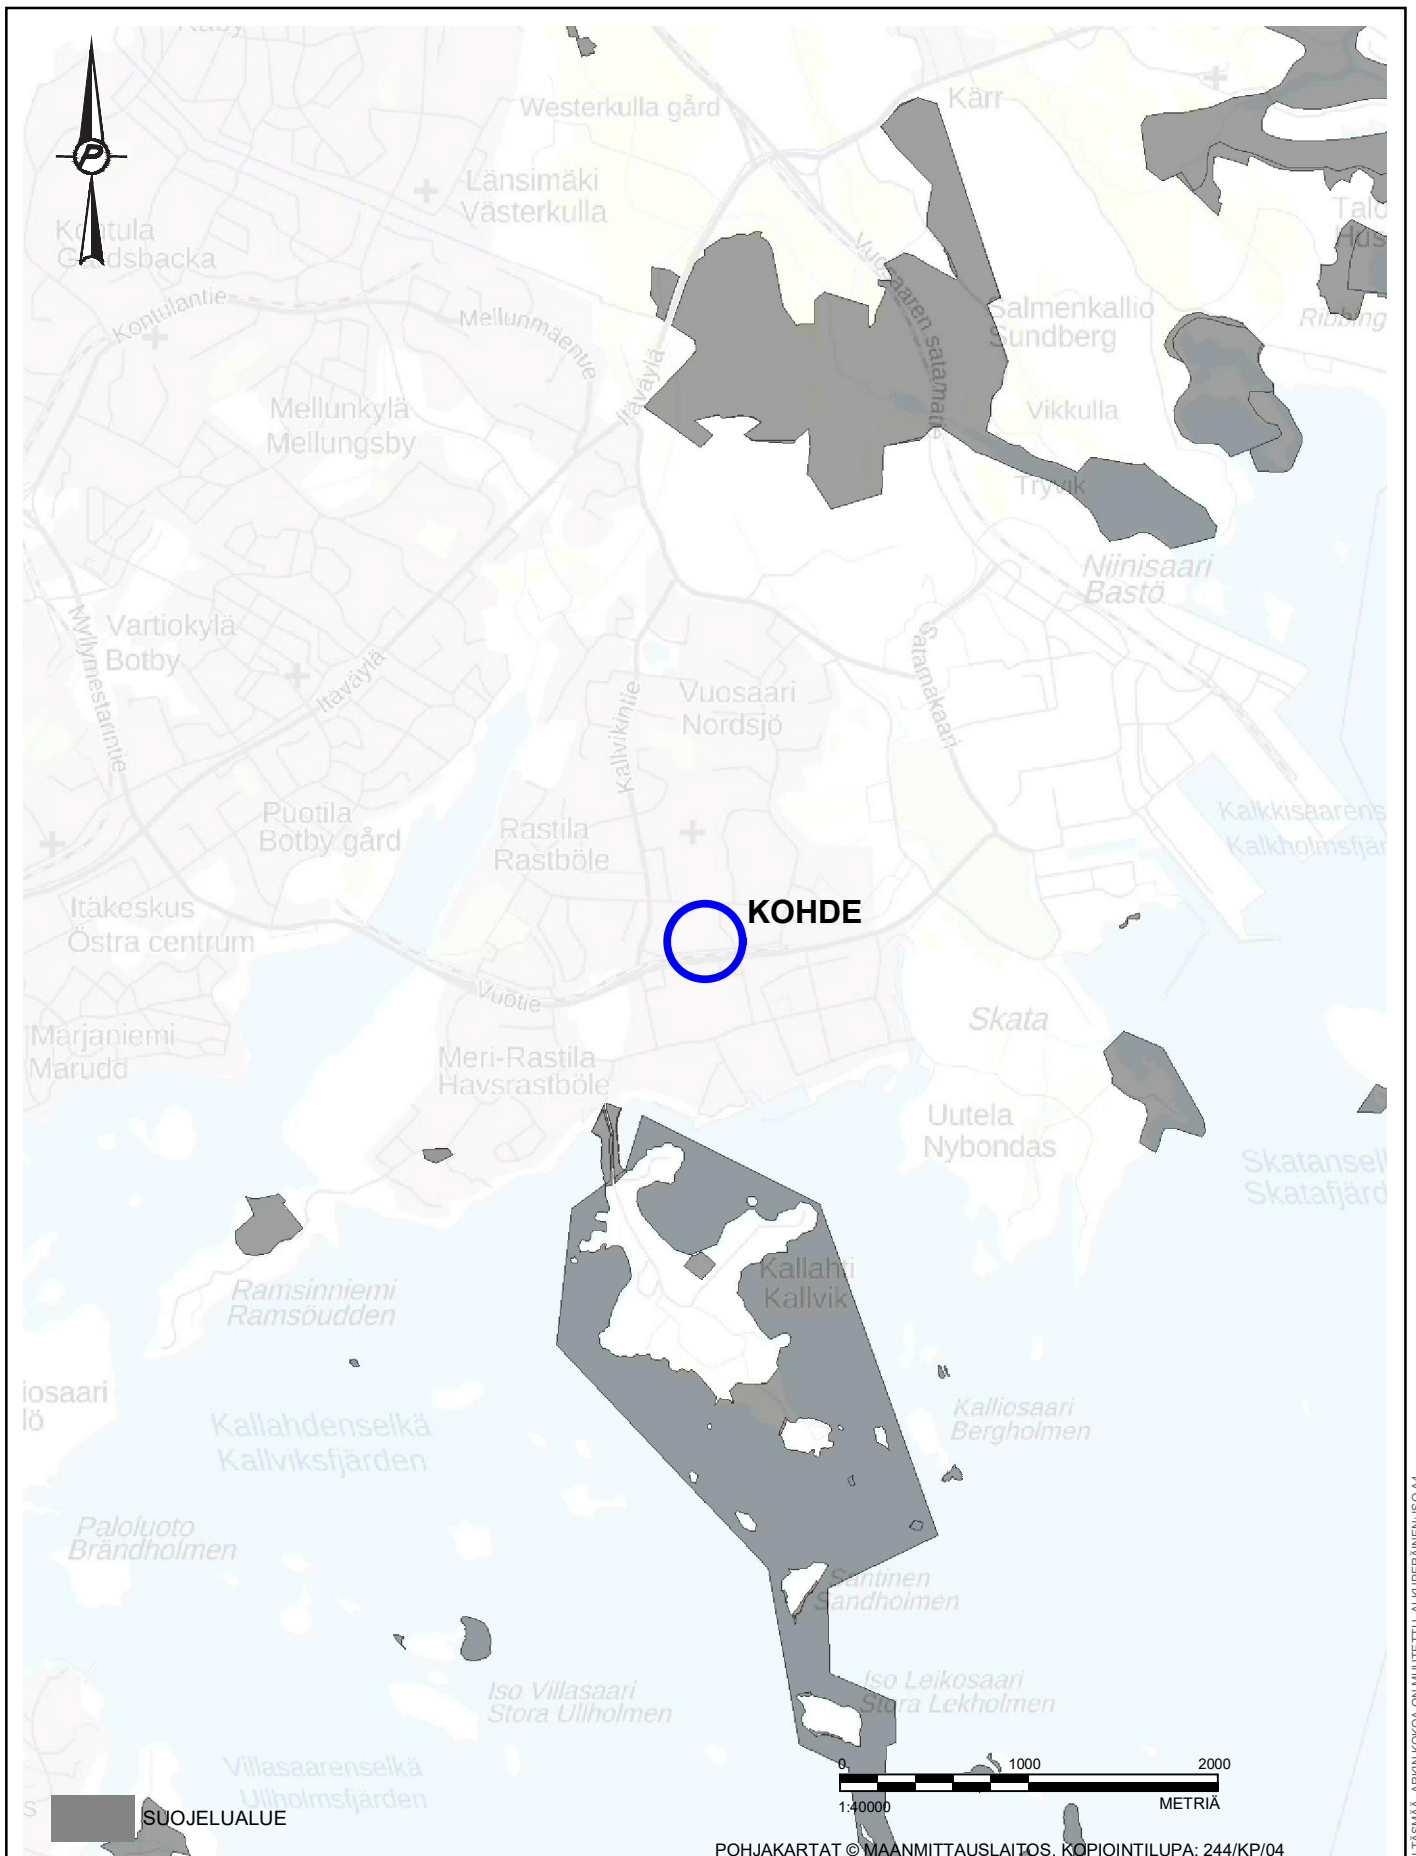 Westerkulla gård
Kärr
Länsimäki
Västerkulla
Kontula
Gårdsbacka
Kontulantie
Mellunmäentie
Itäväylä
Vuosaaren satamatie
Salmenkallio
Sundberg
Mellunkylä
Mellungsby
Vikkulla
Tryvik
Niinisaari
Bastö
Vartiokylä
Botby
Myllymestarintie
Itäväylä
Kallvikintie
Vuosaari
Nordsjö
Satamakaari
Puotila
Botby gård
Rastila
Rastböle
Kalkkisaarens
Kalkholmsfjär
Itäkeskus
Östra centrum
KOHDE
Vuotie
Skata
Marjaniemi
Marudd
Meri-Rastila
Havsrastböle
Uutela
Nybondas
Skatansel
Skatafjärd
Kallahti
Kallvik
Ramsinniemi
Ramsöudden
iosaari
lö
Kallahdenselkä
Kallviksfjärden
Kalliosaari
Bergholmen
Paloluoto
Brändholmen
Santinen
Sandholmen
Iso Villasaari
Stora Ullholmen
Iso Leikosaari
Stora Lekholmen
Villasaarenselkä
Ullholmsfjärden
0 1000 2000
1:40000 METRIÄ
SUOJELUALUE
POHJAKARTAT © MAANMITTAUSLAITOS, KOPIOINTILUPA: 244/KP/04